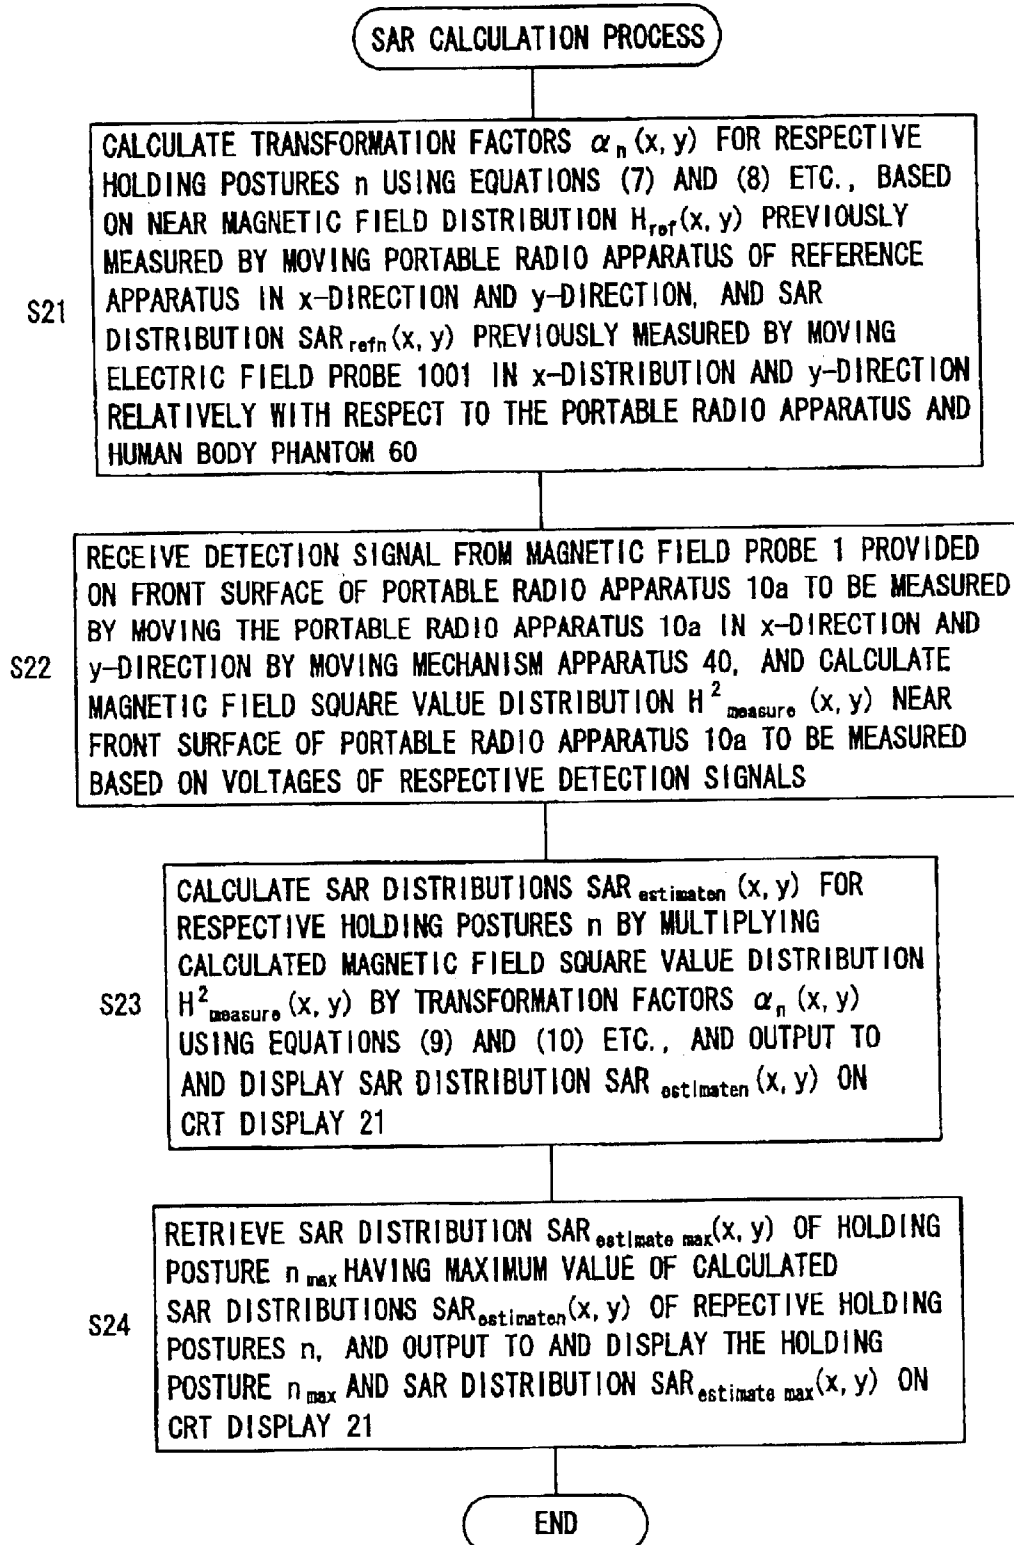 SAR CALCULATION PROCESS
CALCULATE TRANSFORMATION FACTORS αn(x, y) FOR RESPECTIVE
HOLDING POSTURES n USING EQUATIONS (7) AND (8) ETC., BASED
ON NEAR MAGNETIC FIELD DISTRIBUTION Href(x, y) PREVIOUSLY
MEASURED BY MOVING PORTABLE RADIO APPARATUS OF REFERENCE
APPARATUS IN x-DIRECTION AND y-DIRECTION, AND SAR
S21
DISTRIBUTION SARrefn(x, y) PREVIOUSLY MEASURED BY MOVING
ELECTRIC FIELD PROBE 1001 IN x-DISTRIBUTION AND y-DIRECTION
RELATIVELY WITH RESPECT TO THE PORTABLE RADIO APPARATUS AND
HUMAN BODY PHANTOM 60
RECEIVE DETECTION SIGNAL FROM MAGNETIC FIELD PROBE 1 PROVIDED
ON FRONT SURFACE OF PORTABLE RADIO APPARATUS 10a TO BE MEASURED
BY MOVING THE PORTABLE RADIO APPARATUS 10a IN x-DIRECTION AND
S22
y-DIRECTION BY MOVING MECHANISM APPARATUS 40, AND CALCULATE
MAGNETIC FIELD SQUARE VALUE DISTRIBUTION H²measure (x, y) NEAR
FRONT SURFACE OF PORTABLE RADIO APPARATUS 10a TO BE MEASURED
BASED ON VOLTAGES OF RESPECTIVE DETECTION SIGNALS
CALCULATE SAR DISTRIBUTIONS SARestimaten (x, y) FOR
RESPECTIVE HOLDING POSTURES n BY MULTIPLYING
CALCULATED MAGNETIC FIELD SQUARE VALUE DISTRIBUTION
S23
H²measure(x, y) BY TRANSFORMATION FACTORS αn(x, y)
USING EQUATIONS (9) AND (10) ETC., AND OUTPUT TO
AND DISPLAY SAR DISTRIBUTION SARestimaten(x, y) ON
CRT DISPLAY 21
RETRIEVE SAR DISTRIBUTION SARestimate max(x, y) OF HOLDING
POSTURE nmax HAVING MAXIMUM VALUE OF CALCULATED
S24
SAR DISTRIBUTIONS SARestimaten(x, y) OF REPECTIVE HOLDING
POSTURES n, AND OUTPUT TO AND DISPLAY THE HOLDING
POSTURE nmax AND SAR DISTRIBUTION SARestimate max(x, y) ON
CRT DISPLAY 21
END